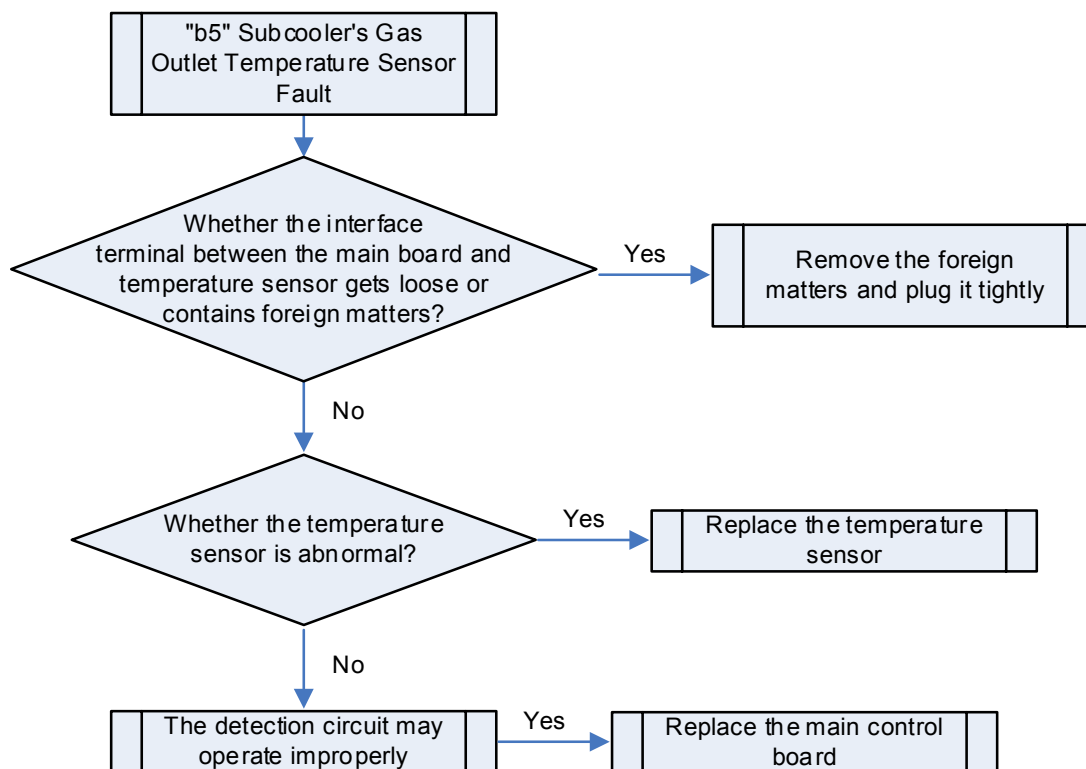 "b5" Subcooler's Gas
Outlet Temperature Sensor
Fault
Whether the interface
terminal between the main board and
temperature sensor gets loose or
contains foreign matters?
Yes
Remove the foreign
matters and plug it tightly
No
Whether the temperature
sensor is abnormal?
Yes
Replace the temperature
sensor
No
The detection circuit may
operate improperly
Yes
Replace the main control
board